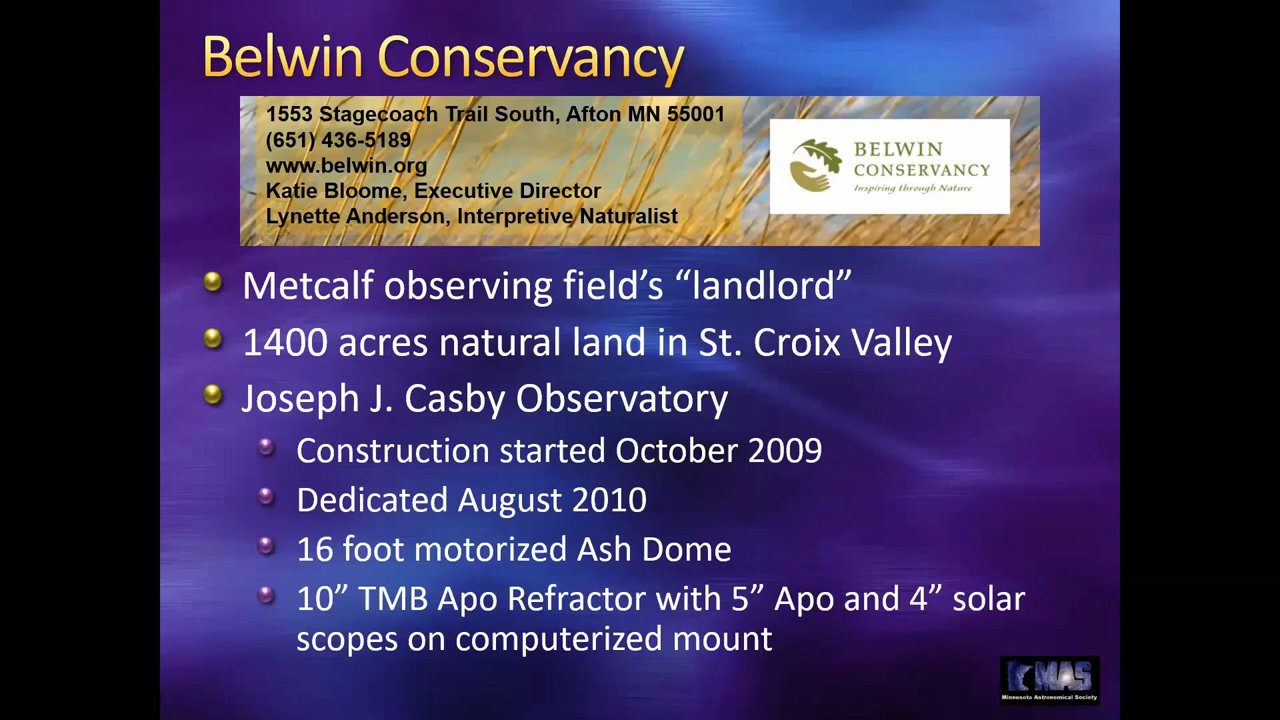 Belwin Conservancy
1553 Stagecoach Trail South, Afton MN 55001
(651) 436-5189
www.belwin.org
Katie Bloome, Executive Director
Lynette Anderson, Interpretive Naturalist
BELWIN
CONSERVANCY
Inspiring through Nature
Metcalf observing field’s “landlord”
1400 acres natural land in St. Croix Valley
Joseph J. Casby Observatory
Construction started October 2009
Dedicated August 2010
16 foot motorized Ash Dome
10” TMB Apo Refractor with 5” Apo and 4” solar
scopes on computerized mount
MAS
Minnesota Astronomical Society